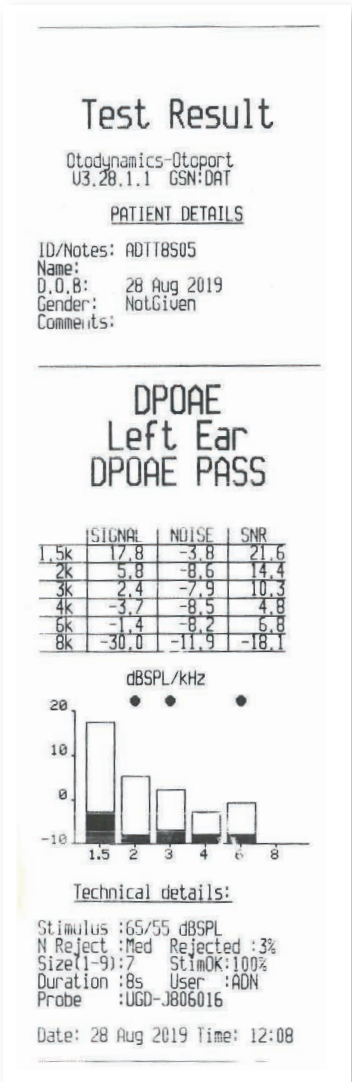 Test Result
Otodynamics-Otoport
V3.28.1.1 GSN:DAT
PATIENT DETAILS
ID/Notes: ADTT8S05
Name:
D.O.B: 28 Aug 2019
Gender: NotGiven
Comments:
DPOAE
Left Ear
DPOAE PASS
SIGNAL NOISE SNR
1.5k 17.8 -3.8 21.6
2k 5.8 -8.6 14.4
3k 2.4 -7.9 10.3
4k -3.7 -8.5 4.8
6k -1.4 -8.2 6.8
8k -30.0 -11.9 -18.1
dBSPL/kHz
20
10
0
-10
1.5 2 3 4 6 8
Technical details:
Stimulus :65/55 dBSPL
N Reject :Med Rejected :3%
Size(1-9):7 StimOK:100%
Duration :8s User :ADN
Probe :UGD-J806016
Date: 28 Aug 2019 Time: 12:08